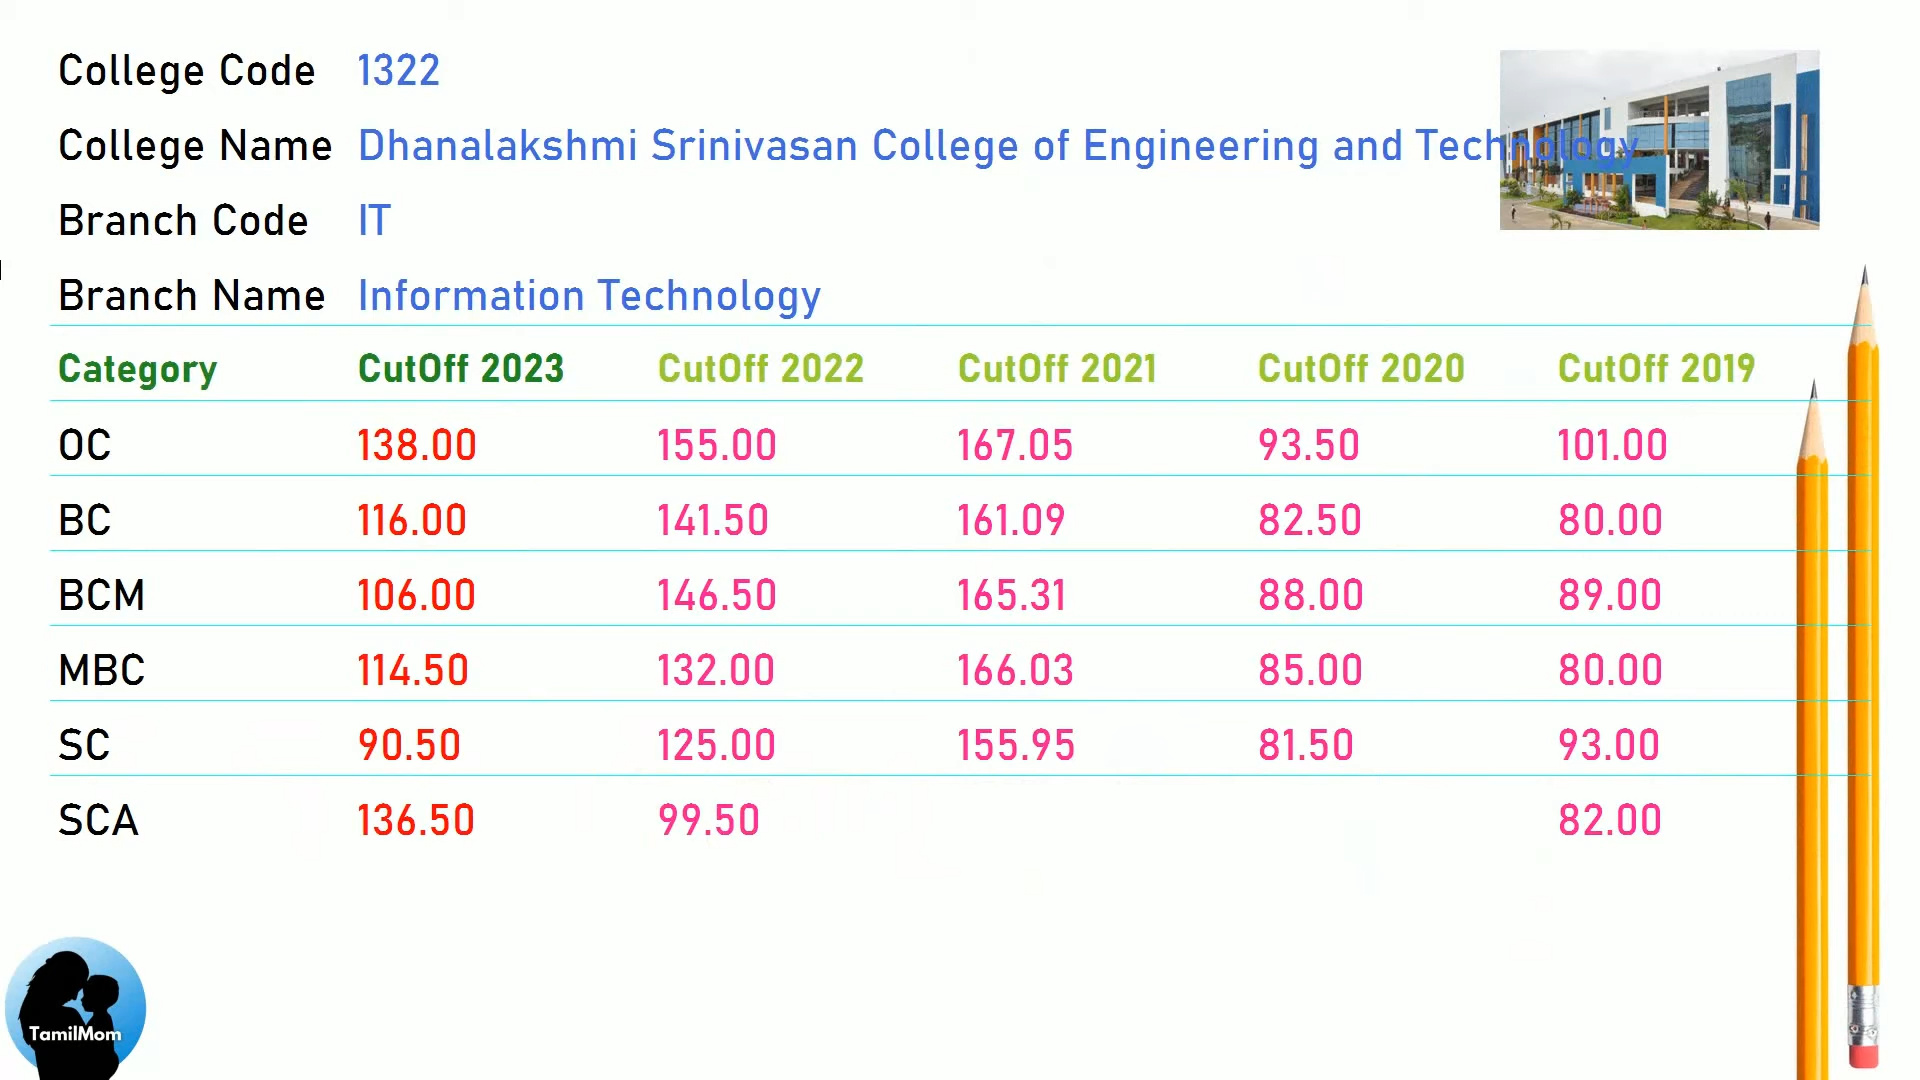 College Code 1322
College Name Dhanalakshmi Srinivasan College of Engineering and Technology
Branch Code IT
Branch Name Information Technology
Category CutOff 2023 CutOff 2022 CutOff 2021 CutOff 2020 CutOff 2019
OC 138.00 155.00 167.05 93.50 101.00
BC 116.00 141.50 161.09 82.50 80.00
BCM 106.00 146.50 165.31 88.00 89.00
MBC 114.50 132.00 166.03 85.00 80.00
SC 90.50 125.00 155.95 81.50 93.00
SCA 136.50 99.50 82.00
TamilMom